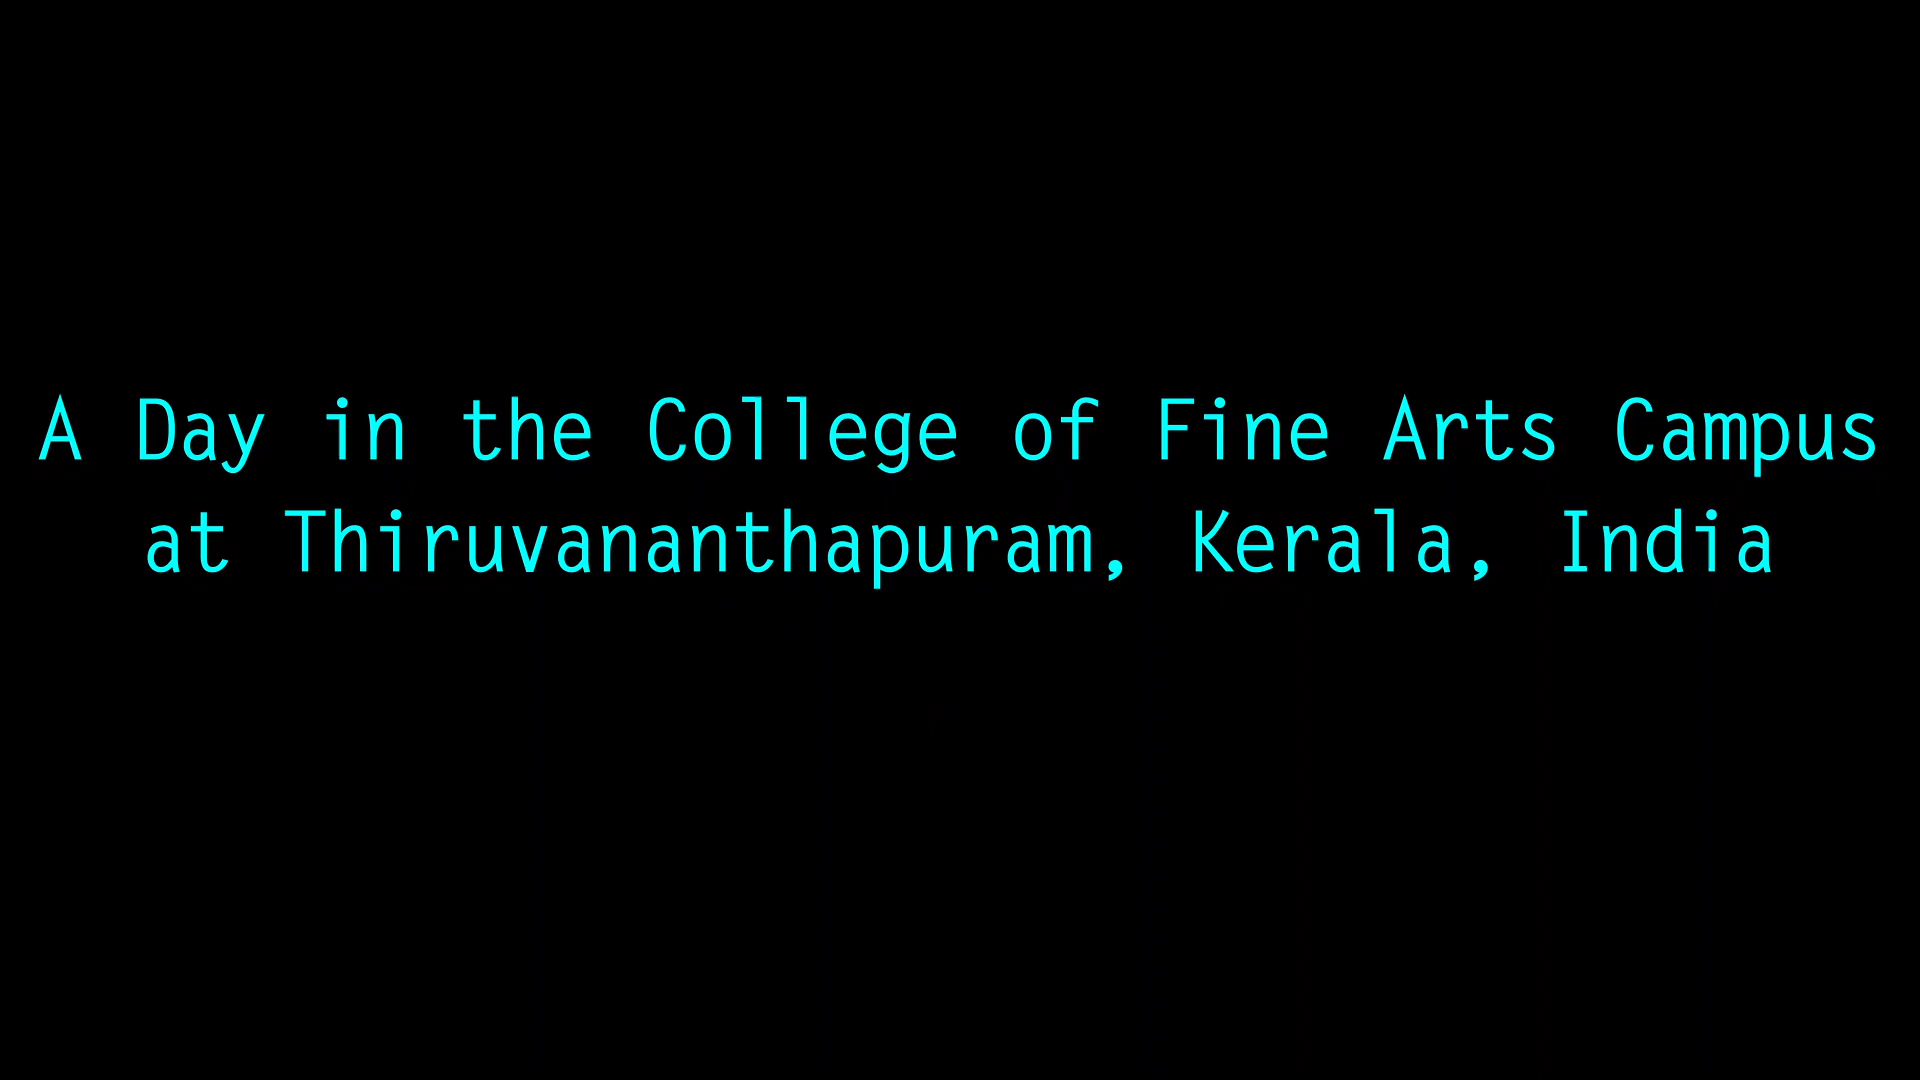 A Day in the College of Fine Arts Campus
at Thiruvananthapuram, Kerala, India